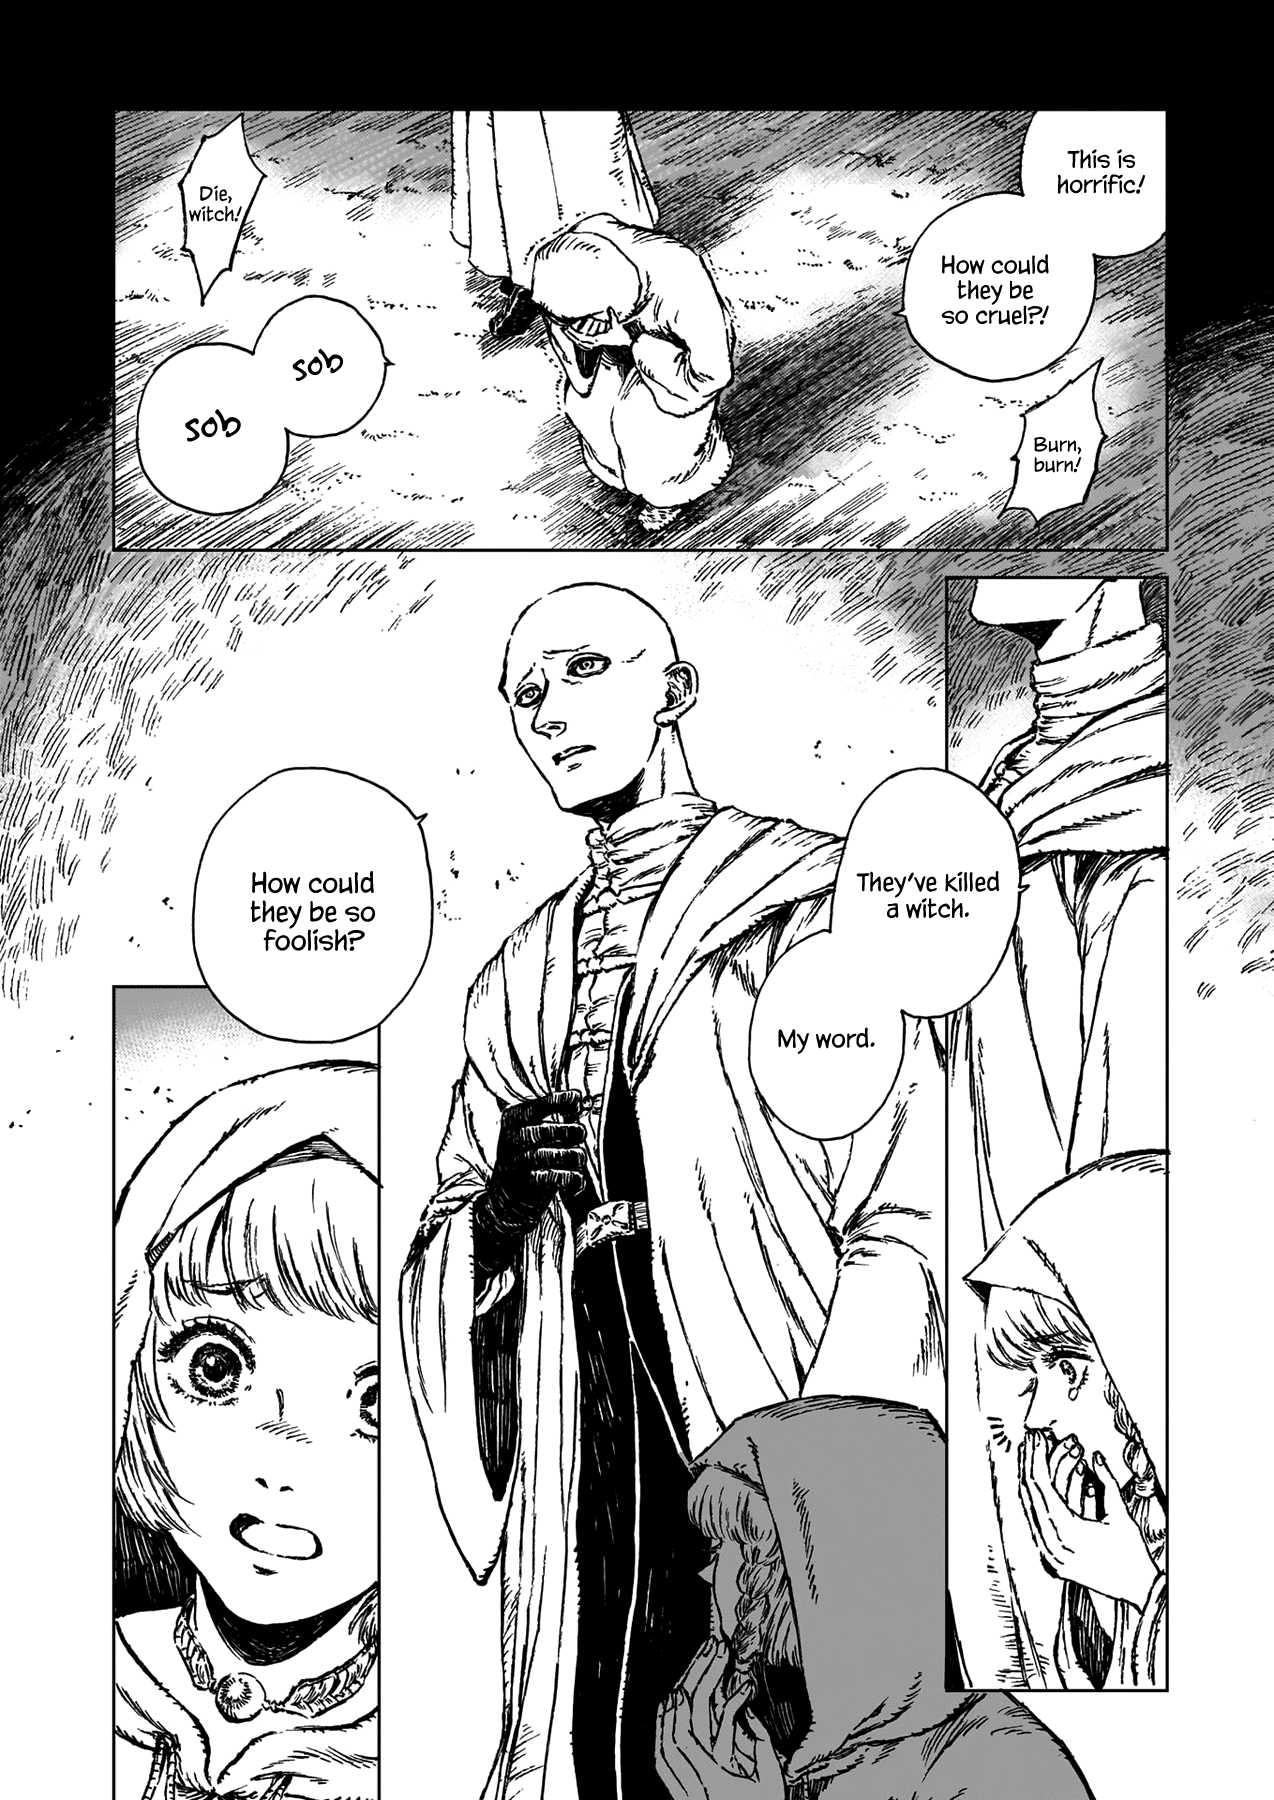 This is
horrific!
How could
they be
so cruel?!
Burn,
burn!
Die,
witch!
sob
sob
They've killed
a witch.
My word.
How could
they be so
foolish?